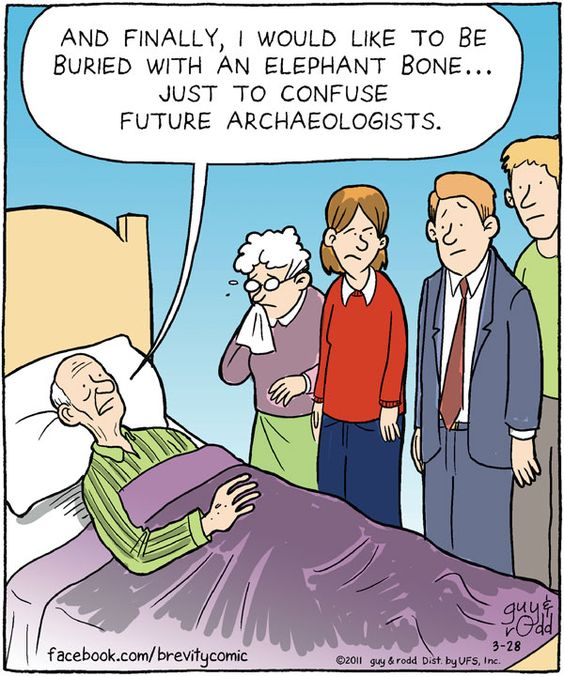 AND FINALLY, I WOULD LIKE TO BE
BURIED WITH AN ELEPHANT BONE...
JUST TO CONFUSE
FUTURE ARCHAEOLOGISTS.
guy &
rodd
3-28
facebook.com/brevitycomic
©2011 guy & rodd Dist. by UFS, Inc.